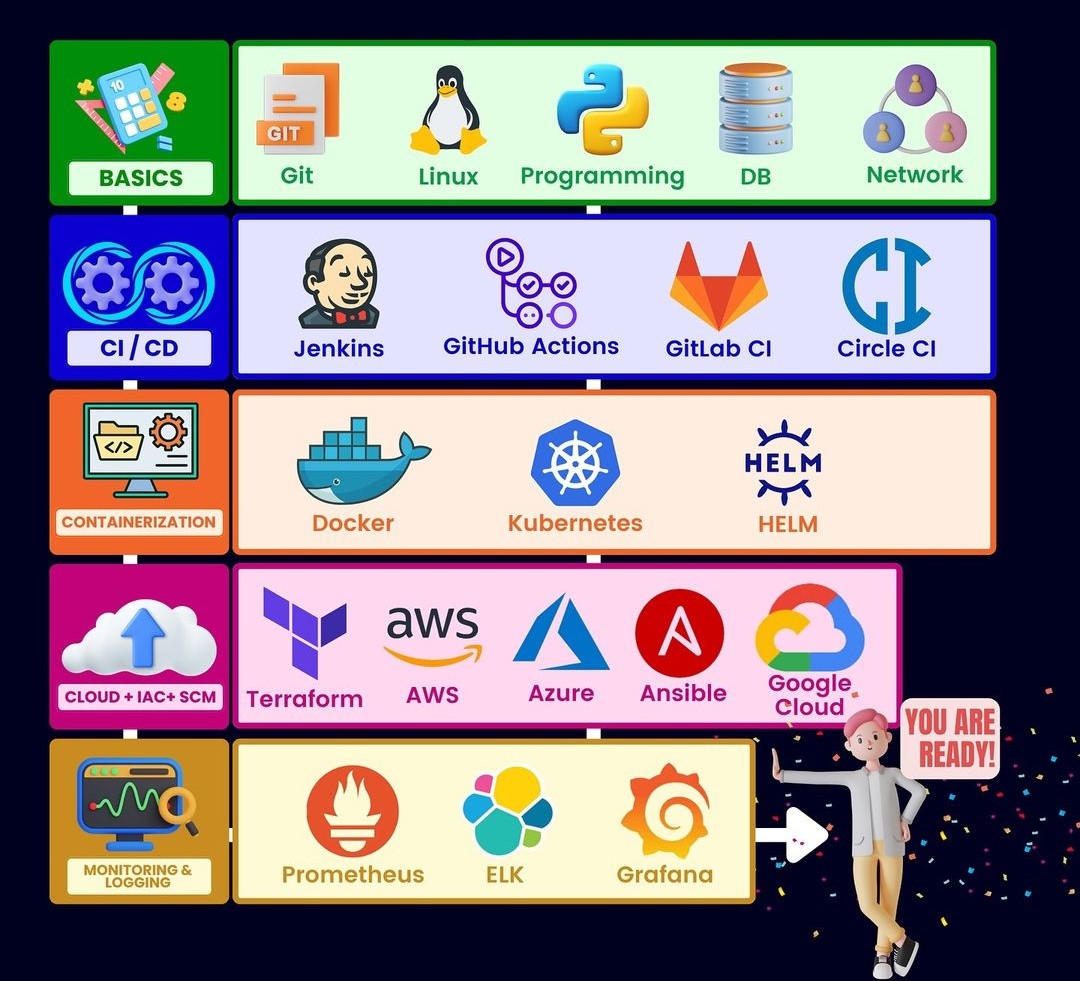 10
BASICS
GIT
Git
Linux
Programming
DB
Network
CI / CD
Jenkins
GitHub Actions
GitLab CI
CI
Circle CI
</>
CONTAINERIZATION
Docker
Kubernetes
HELM
HELM
CLOUD + IAC+ SCM
Terraform
aws
AWS
Azure
A
Ansible
Google
Cloud
YOU ARE
READY!
MONITORING &
LOGGING
Prometheus
ELK
Grafana